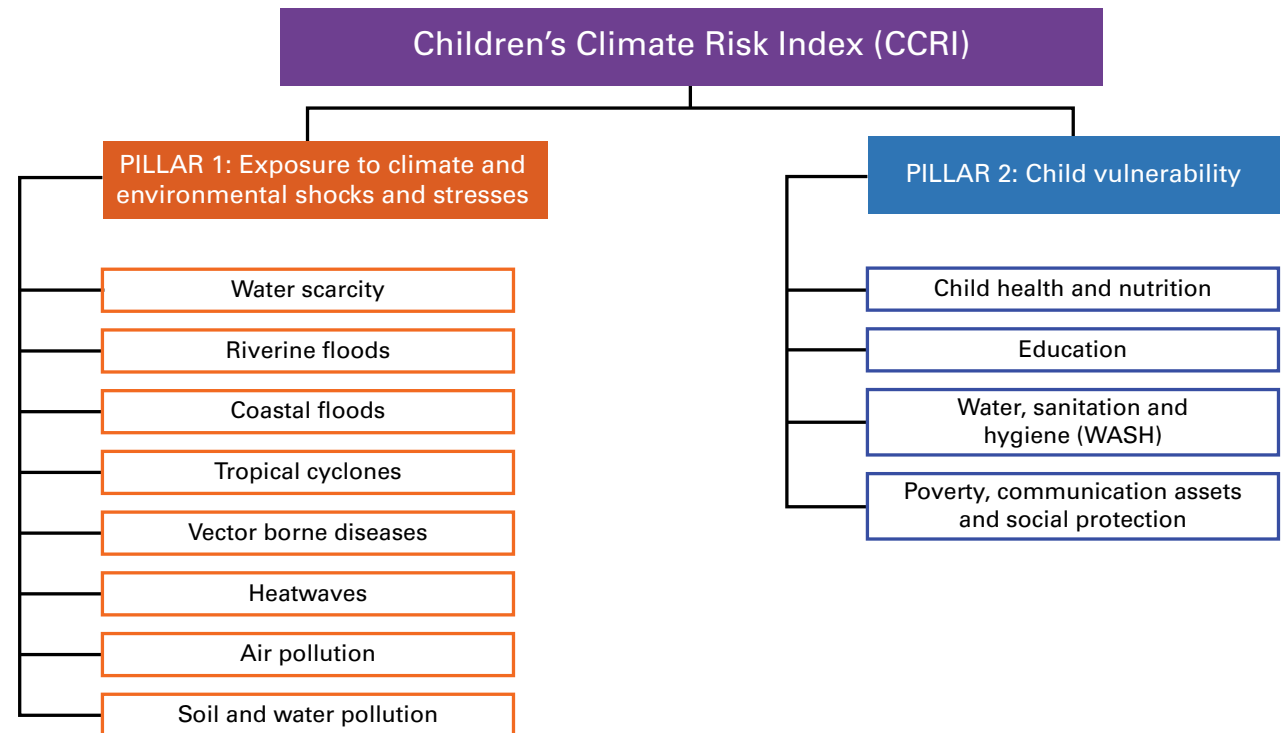 Children’s Climate Risk Index (CCRI)
PILLAR 1: Exposure to climate and
environmental shocks and stresses
Water scarcity
Riverine floods
Coastal floods
Tropical cyclones
Vector borne diseases
Heatwaves
Air pollution
Soil and water pollution
PILLAR 2: Child vulnerability
Child health and nutrition
Education
Water, sanitation and
hygiene (WASH)
Poverty, communication assets
and social protection